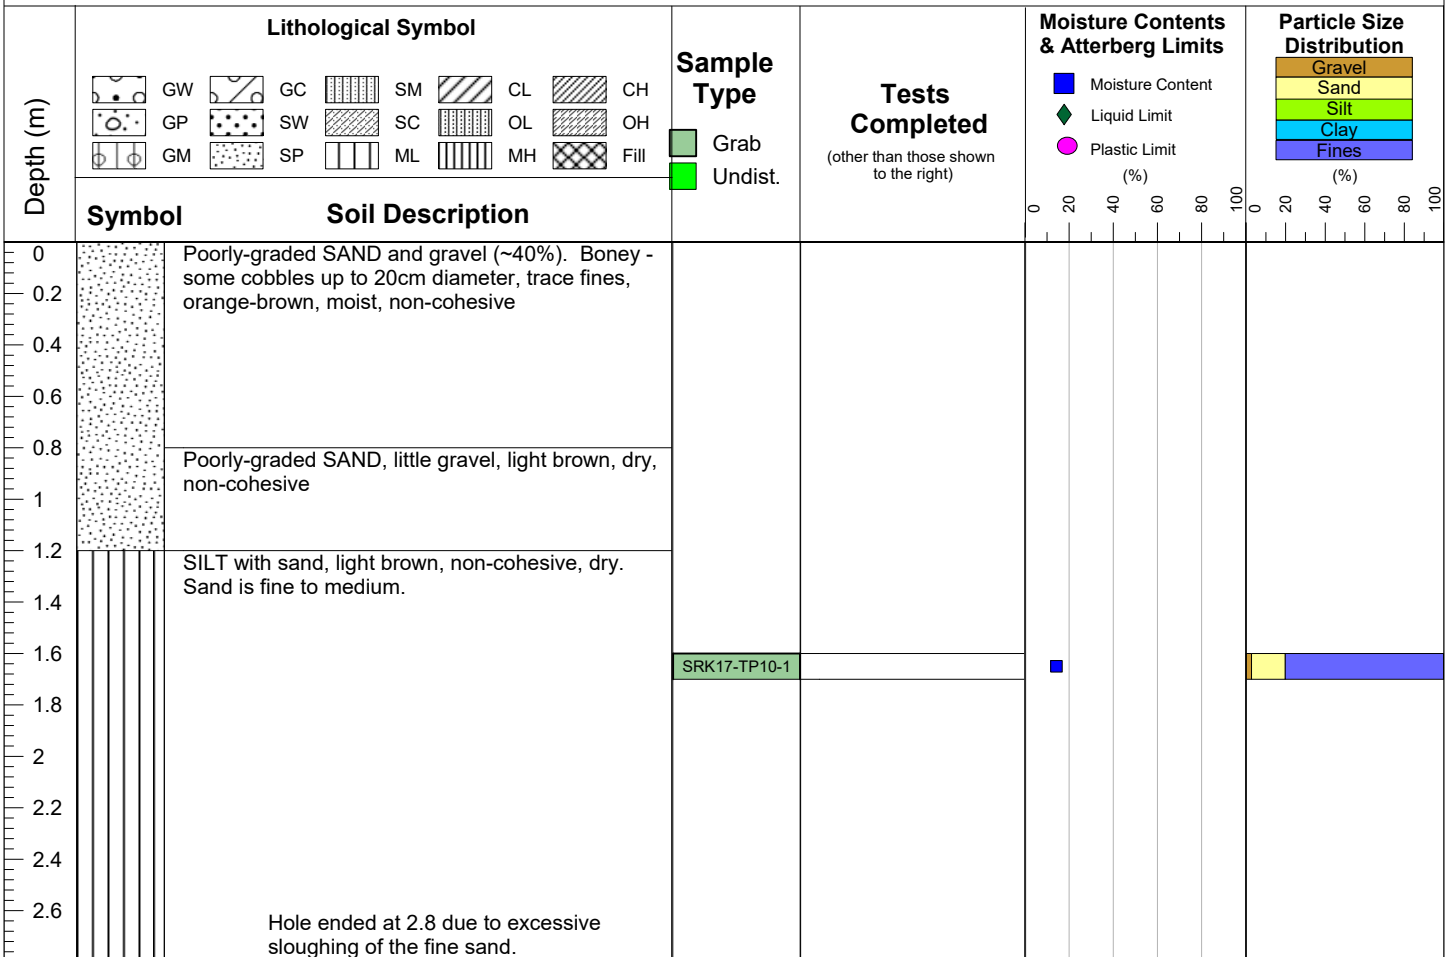 Lithological Symbol
GW GC SM CL CH
GP SW SC OL OH
GM SP ML MH Fill
Depth (m)
Symbol
Soil Description
Sample
Type
Grab
Undist.
Tests
Completed
(other than those shown
to the right)
Moisture Contents
& Atterberg Limits
Moisture Content
Liquid Limit
Plastic Limit
(%)
0 20 40 60 80 100
Particle Size
Distribution
Gravel
Sand
Silt
Clay
Fines
(%)
0 20 40 60 80 100
0
Poorly-graded SAND and gravel (~40%). Boney -
some cobbles up to 20cm diameter, trace fines,
orange-brown, moist, non-cohesive
0.2
0.4
0.6
0.8
Poorly-graded SAND, little gravel, light brown, dry,
non-cohesive
1
1.2
SILT with sand, light brown, non-cohesive, dry.
Sand is fine to medium.
1.4
1.6
SRK17-TP10-1
1.8
2
2.2
2.4
2.6
Hole ended at 2.8 due to excessive
sloughing of the fine sand.